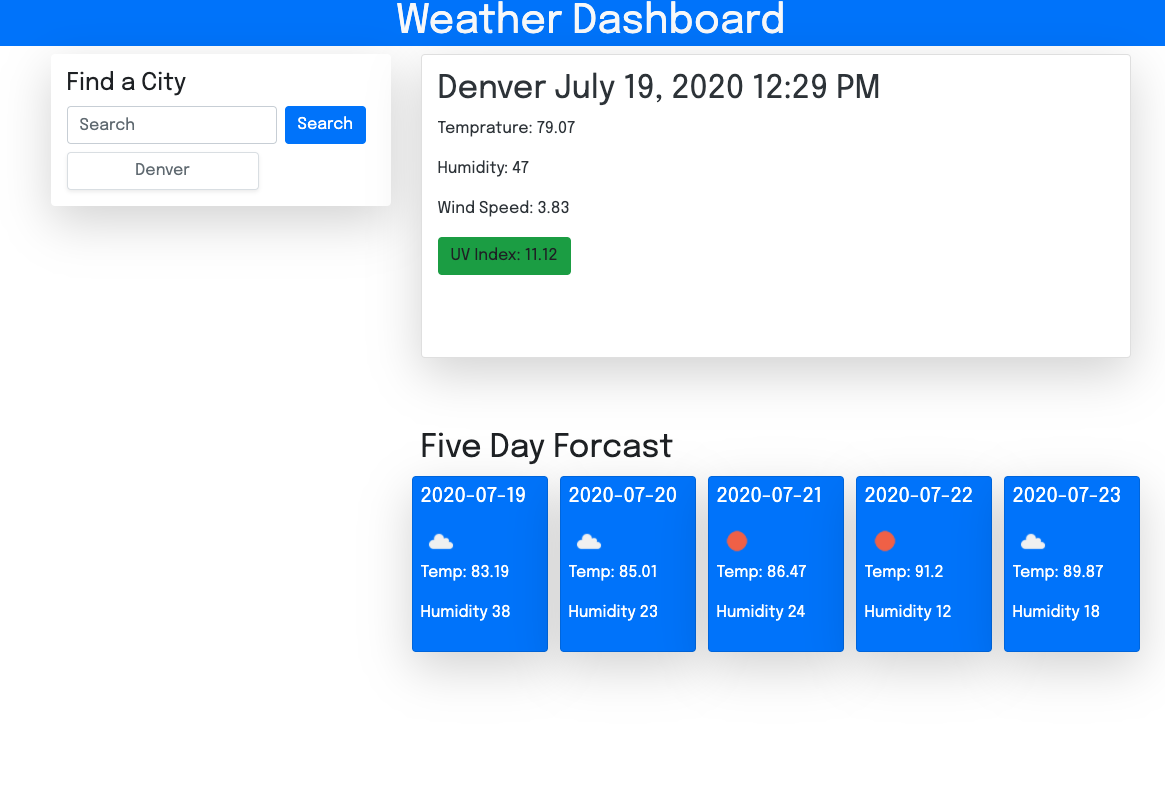 Weather Dashboard
Find a City
Search Search
Denver
Denver July 19, 2020 12:29 PM
Temprature: 79.07
Humidity: 47
Wind Speed: 3.83
UV Index: 11.12
Five Day Forcast
2020-07-19
Temp: 83.19
Humidity 38
2020-07-20
Temp: 85.01
Humidity 23
2020-07-21
Temp: 86.47
Humidity 24
2020-07-22
Temp: 91.2
Humidity 12
2020-07-23
Temp: 89.87
Humidity 18